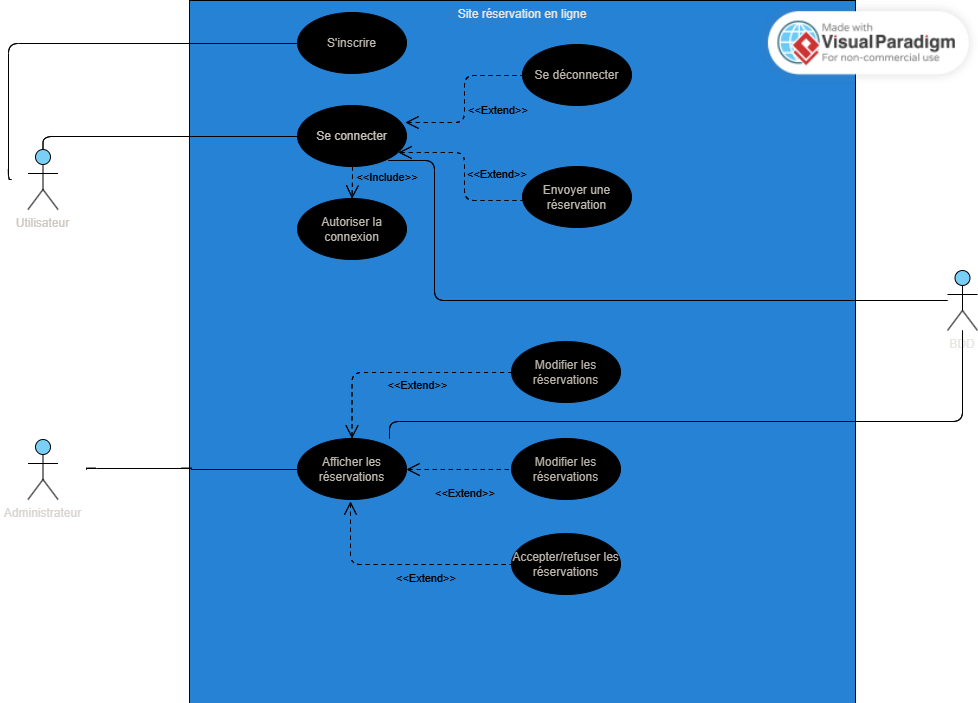 Site réservation en ligne
Made with
VisualParadigm
For non-commercial use
S'inscrire
Se déconnecter
<<Extend>>
Se connecter
<<Include>>
<<Extend>>
Envoyer une
réservation
Autoriser la
connexion
Utilisateur
BDD
Modifier les
réservations
<<Extend>>
Afficher les
réservations
Modifier les
réservations
<<Extend>>
Administrateur
Accepter/refuser les
réservations
<<Extend>>